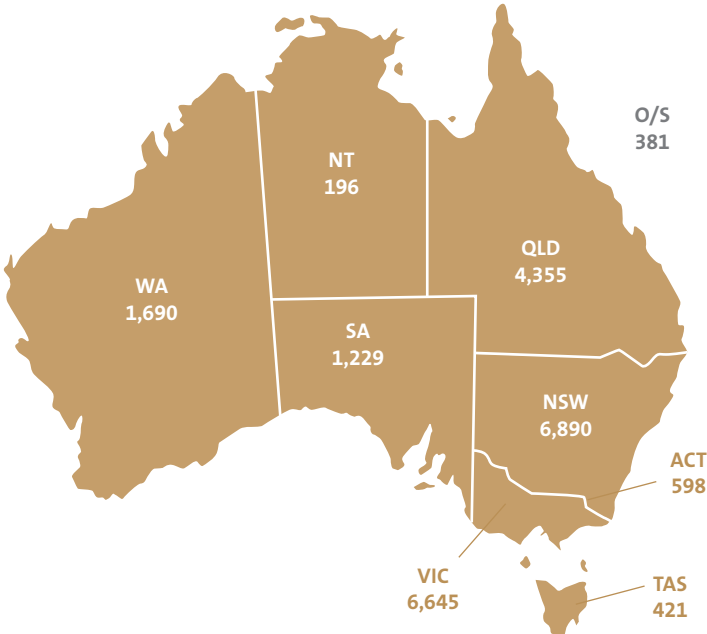 O/S
381
NT
196
QLD
4,355
WA
1,690
SA
1,229
NSW
6,890
ACT
598
VIC
6,645
TAS
421